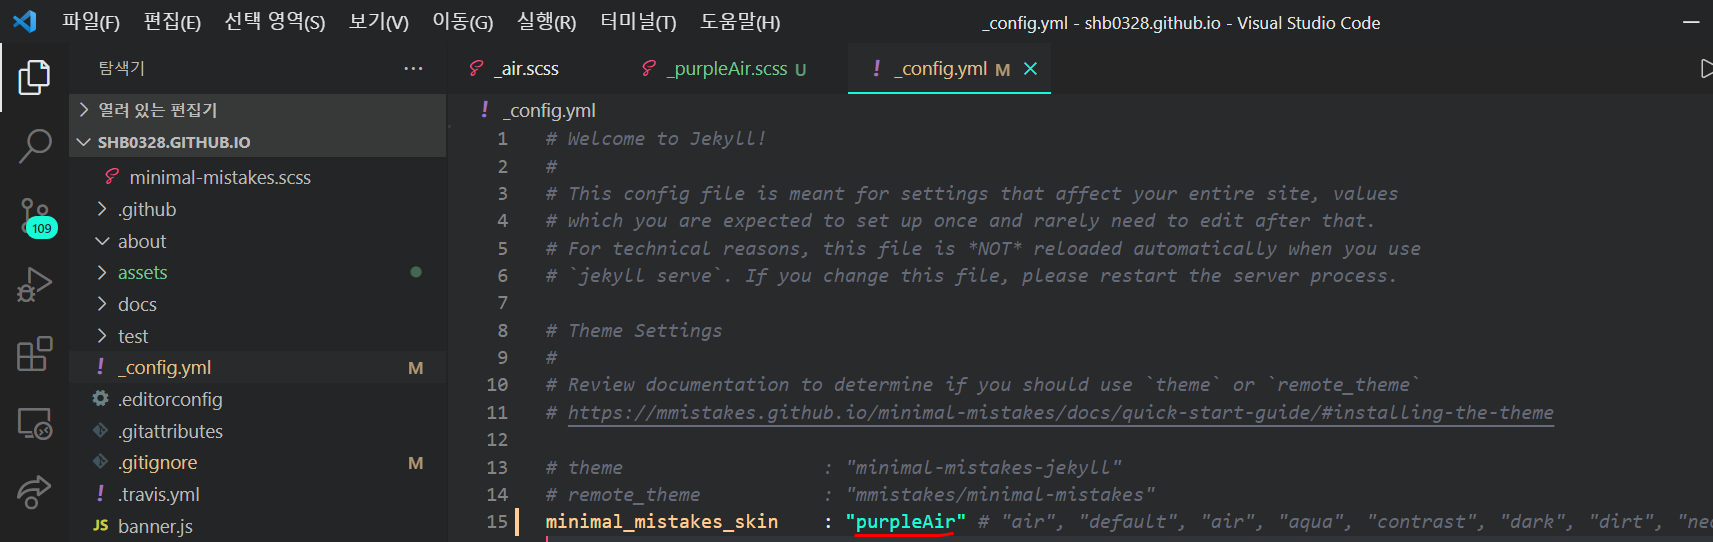 파일(F) 편집(E) 선택 영역(S) 보기(V) 이동(G) 실행(R) 터미널(T) 도움말(H) _config.yml - shb0328.github.io - Visual Studio Code
탐색기 ···
_air.scss _purpleAir.scss U ! _config.yml M
열려 있는 편집기
SHB0328.GITHUB.IO
minimal-mistakes.scss
.github
about
assets
docs
test
! _config.yml M
.editorconfig
.gitattributes
.gitignore M
! .travis.yml
JS banner.js
109
! _config.yml
1 # Welcome to Jekyll!
2 #
3 # This config file is meant for settings that affect your entire site, values
4 # which you are expected to set up once and rarely need to edit after that.
5 # For technical reasons, this file is *NOT* reloaded automatically when you use
6 # `jekyll serve`. If you change this file, please restart the server process.
7
8 # Theme Settings
9 #
10 # Review documentation to determine if you should use `theme` or `remote_theme`
11 # https://mmistakes.github.io/minimal-mistakes/docs/quick-start-guide/#installing-the-theme
12
13 # theme : "minimal-mistakes-jekyll"
14 # remote_theme : "mmistakes/minimal-mistakes"
15 minimal_mistakes_skin : "purpleAir" # "air", "default", "air", "aqua", "contrast", "dark", "dirt", "neo